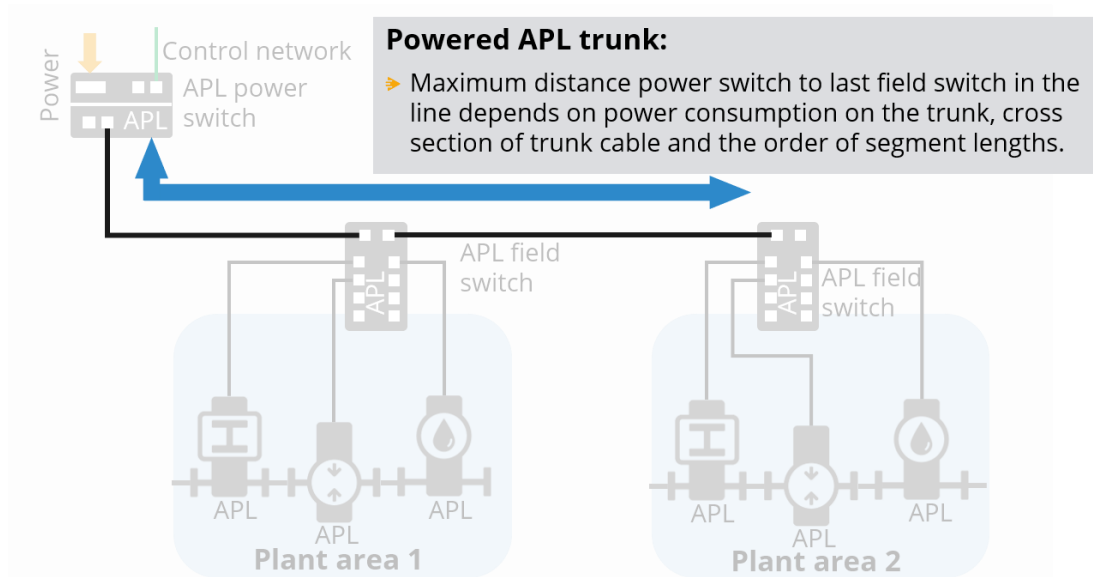 Powered APL trunk:
Maximum distance power switch to last field switch in the
line depends on power consumption on the trunk, cross
section of trunk cable and the order of segment lengths.
Power
Control network
APL power
switch
APL
APL field
switch
APL
APL field
switch
APL
APL
APL
APL
Plant area 1
APL
APL
APL
Plant area 2